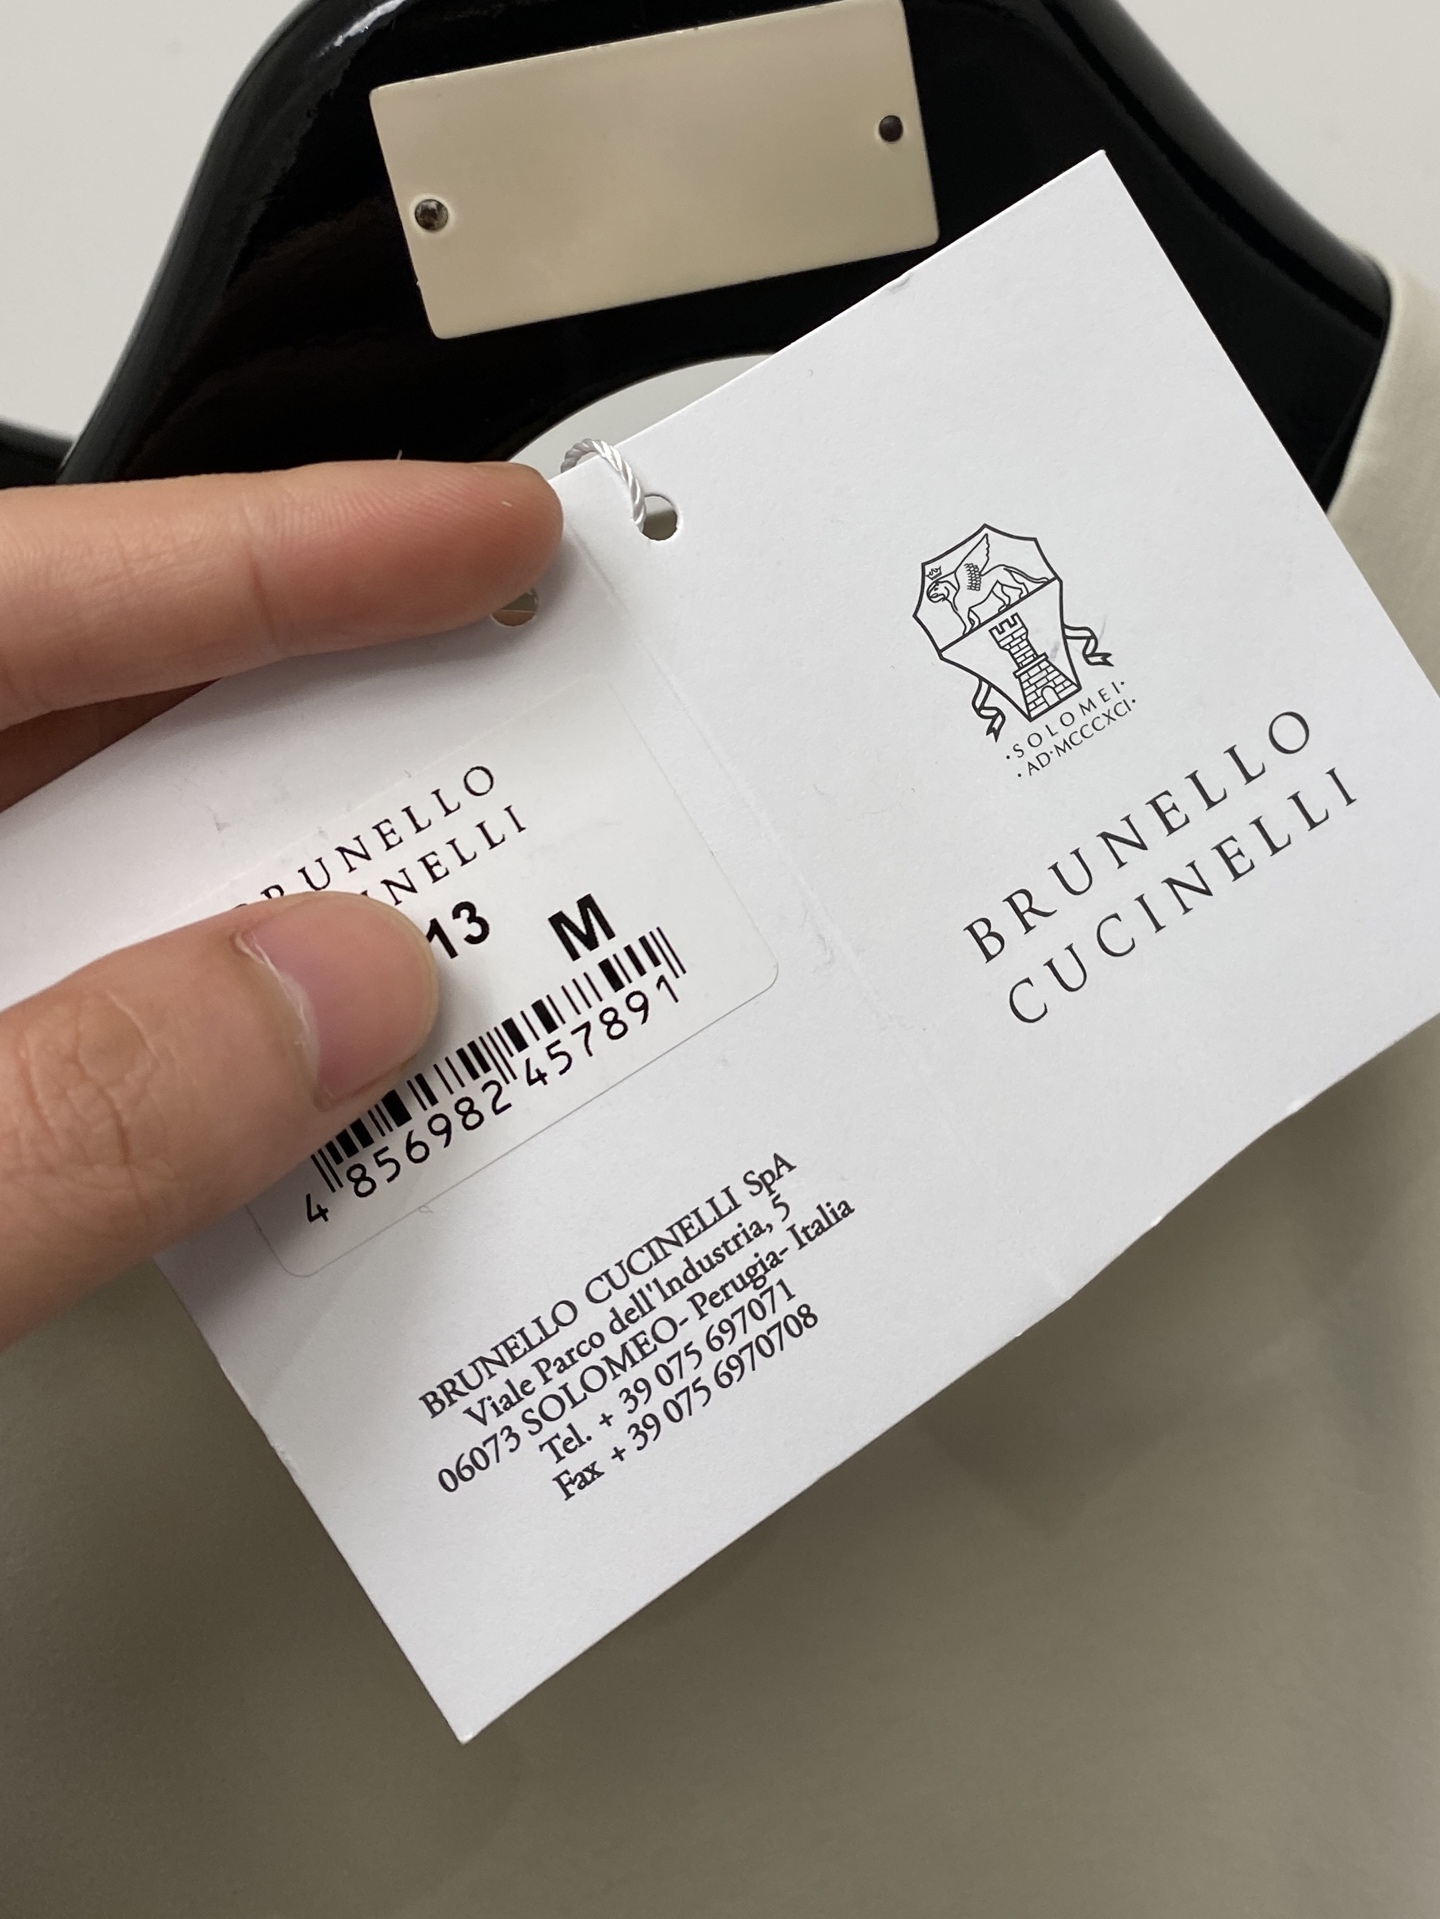 ·SOLOMEI·
·AD·MCCCXCI·
BRUNELLO
CUCINELLI
BRUNELLO
13 M
4 856982 457891
BRUNELLO CUCINELLI SpA
Viale Parco dell'Industria, 5
06073 SOLOMEO- Perugia- Italia
Tel. + 39 075 697071
Fax + 39 075 6970708